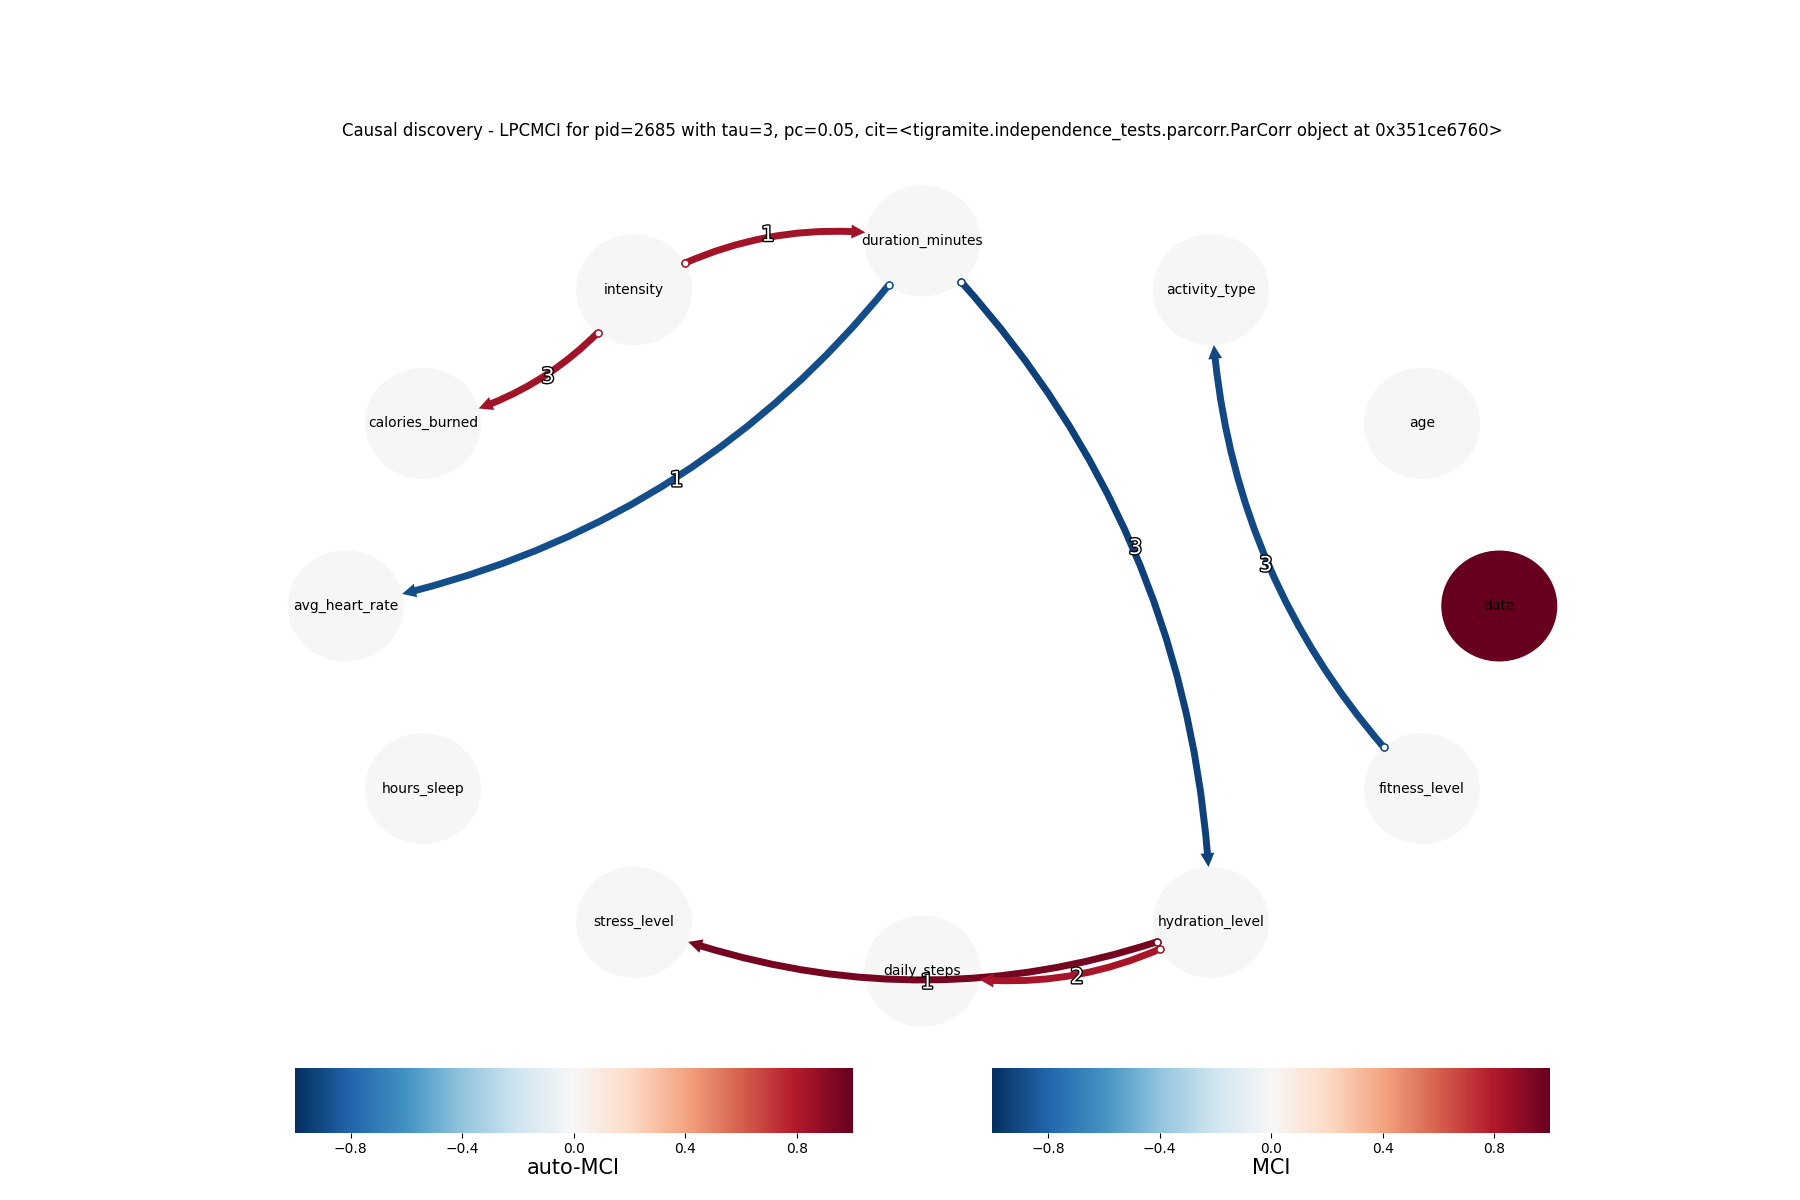 Causal discovery - LPCMCI for pid=2685 with tau=3, pc=0.05, cit=<tigramite.independence_tests.parcorr.ParCorr object at 0x351ce6760>
1
duration_minutes
intensity
activity_type
3
calories_burned
age
1
3
3
avg_heart_rate
date
hours_sleep
fitness_level
stress_level
hydration_level
daily_steps
1
2
−0.8 −0.4 0.0 0.4 0.8
auto-MCI
−0.8 −0.4 0.0 0.4 0.8
MCI